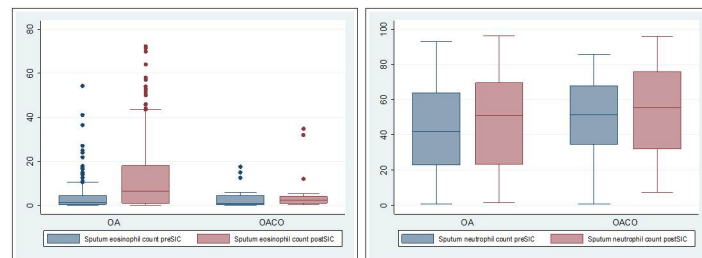 80
60
40
20
0
OA OACO
Sputum eosinophil count preSIC Sputum eosinophil count postSIC
100
80
60
40
20
0
OA OACO
Sputum neutrophil count preSIC Sputum neutrophil count postSIC